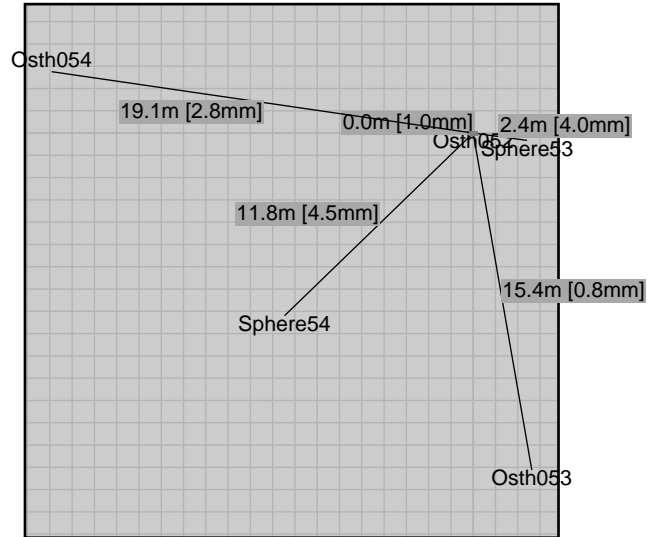 Osth054
19.1m [2.8mm]
0.0m [1.0mm]
2.4m [4.0mm]
Osth052
Sphere53
11.8m [4.5mm]
15.4m [0.8mm]
Sphere54
Osth053